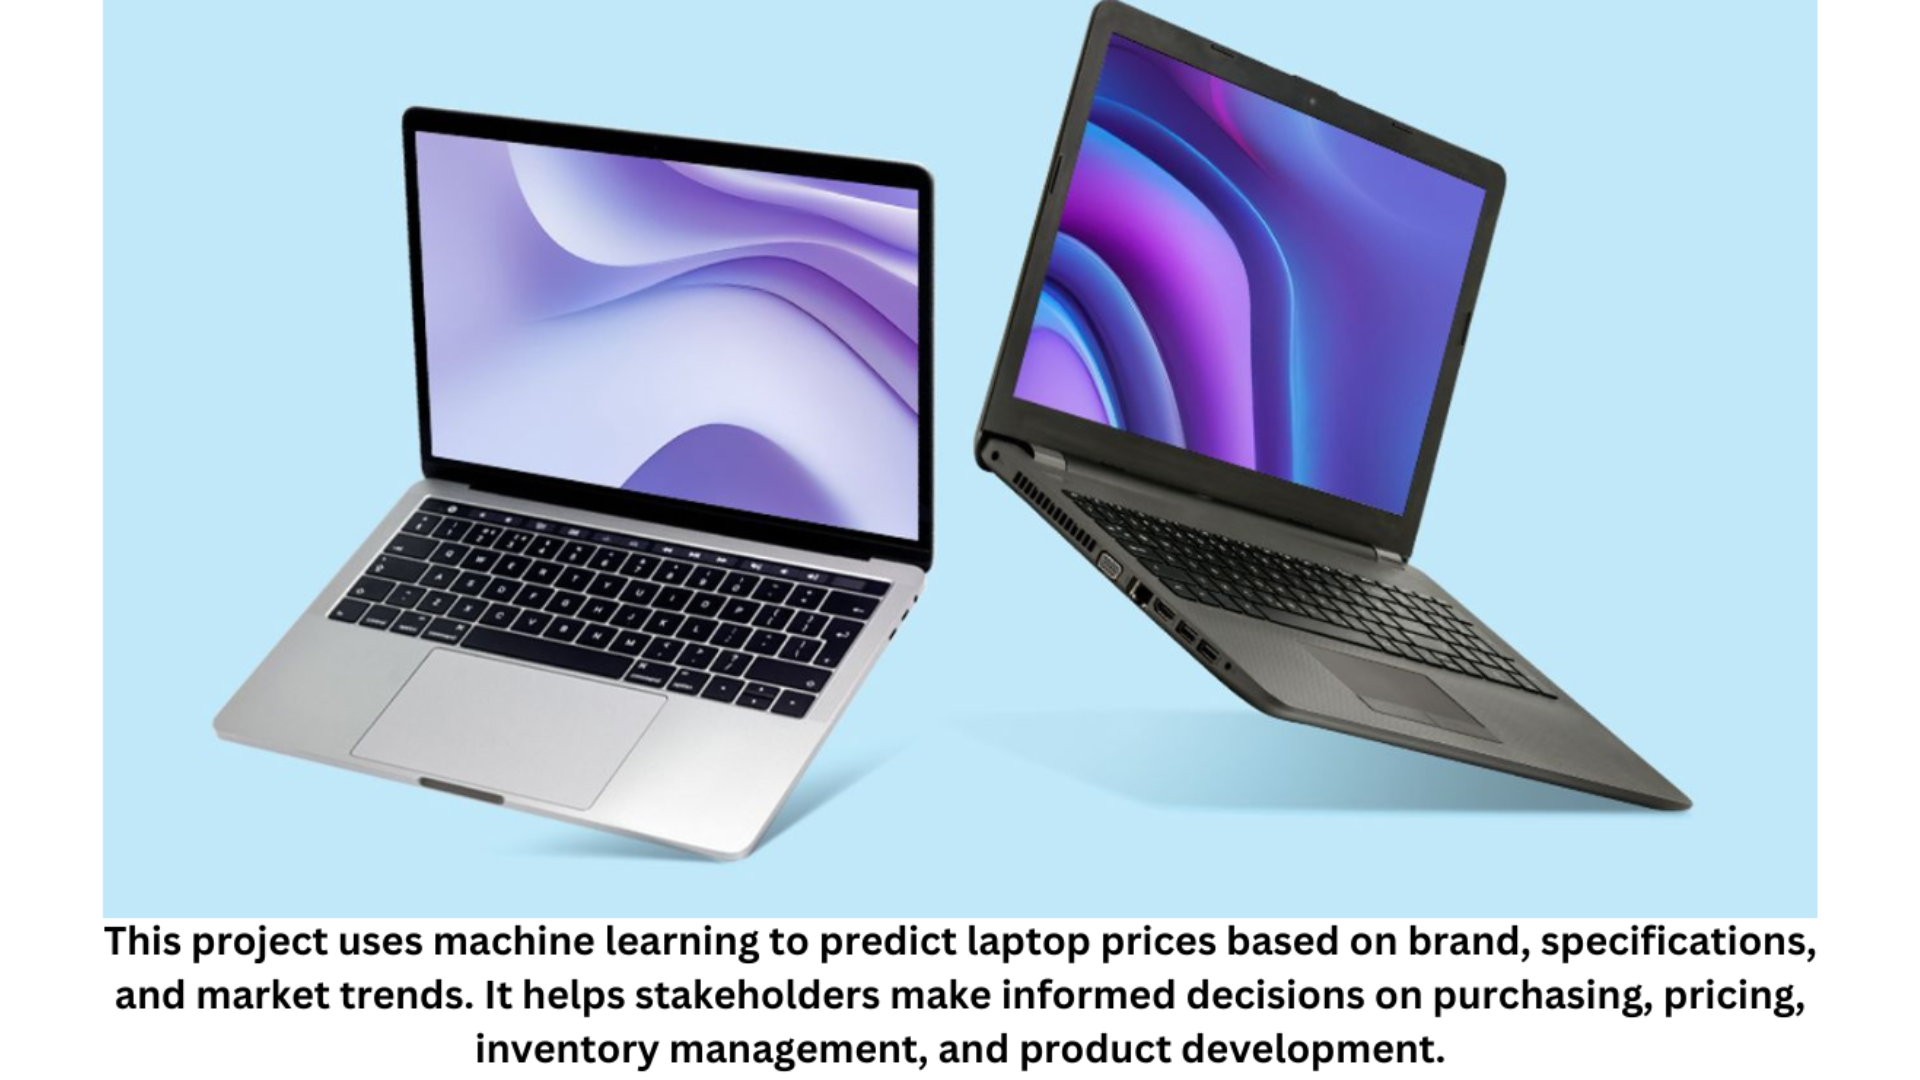 This project uses machine learning to predict laptop prices based on brand, specifications,
and market trends. It helps stakeholders make informed decisions on purchasing, pricing,
inventory management, and product development.